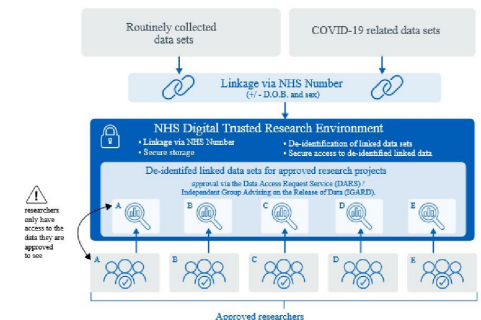 Routinely collected
data sets
COVID-19 related data sets
Linkage via NHS Number
(+/- D.O.B. and sex)
NHS Digital Trusted Research Environment
• Linkage via NHS Number
• Secure storage
• De-identification of linked data sets
• Secure access to de-identified linked data
De-identifed linked data sets for approved research projects
approval via the Data Access Request Service (DARS) /
Independent Group Advising on the Release of Data (IGARD).
A
B
C
D
E
researchers
only have
access to the
data they are
approved
to see
A
B
C
D
E
Approved researchers